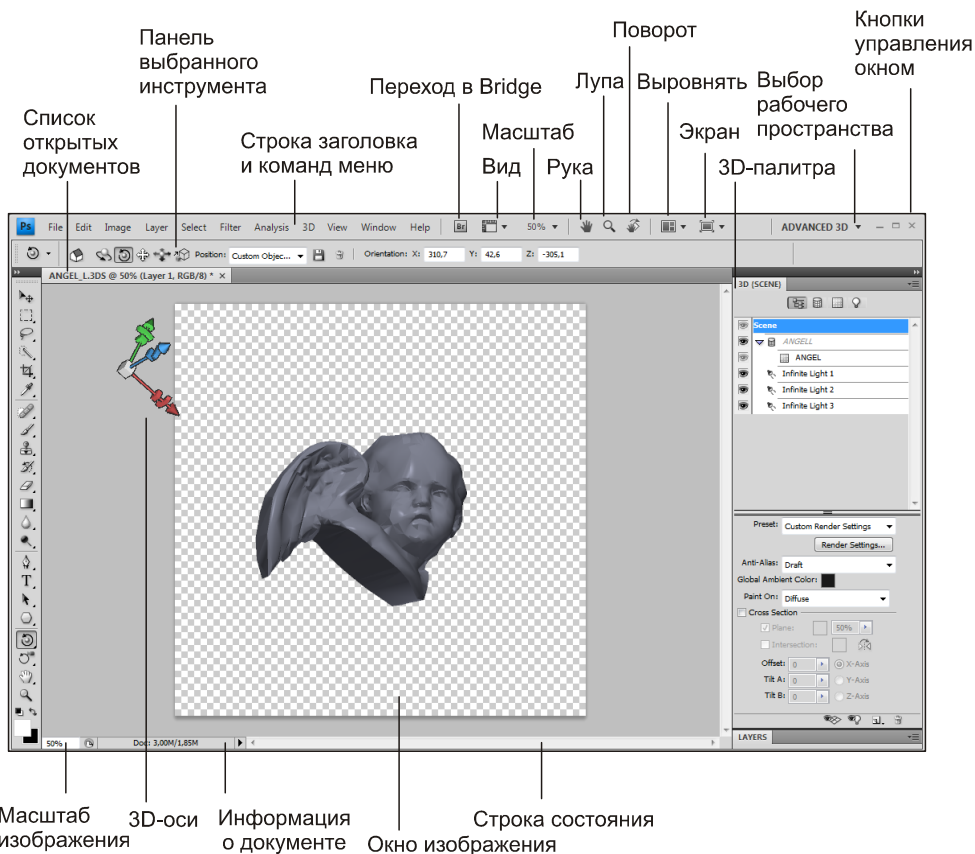 Кнопки
управления
окном
Поворот
Панель
выбранного
инструмента
Переход в Bridge
Лупа
Выровнять
Выбор
рабочего
пространства
Список
открытых
документов
Строка заголовка
и команд меню
Масштаб
Экран
Вид
Рука
3D-палитра
Ps File Edit Image Layer Select Filter Analysis 3D View Window Help Br 50% ADVANCED 3D
Position: Custom Objec... Orientation: X: 310,7 Y: 42,6 Z: -305,1
ANGEL_L.3DS @ 50% (Layer 1, RGB/8) * ×
3D {SCENE}
Scene
ANGELL
ANGEL
Infinite Light 1
Infinite Light 2
Infinite Light 3
Preset: Custom Render Settings
Render Settings...
Anti-Alias: Draft
Global Ambient Color:
Paint On: Diffuse
Cross Section
Plane: 50%
Intersection:
Offset: 0 X-Axis
Tilt A: 0 Y-Axis
Tilt B: 0 Z-Axis
T
LAYERS
50% Doc: 3,00M/1,85M
Масштаб
изображения
3D-оси
Информация
о документе
Окно изображения
Строка состояния